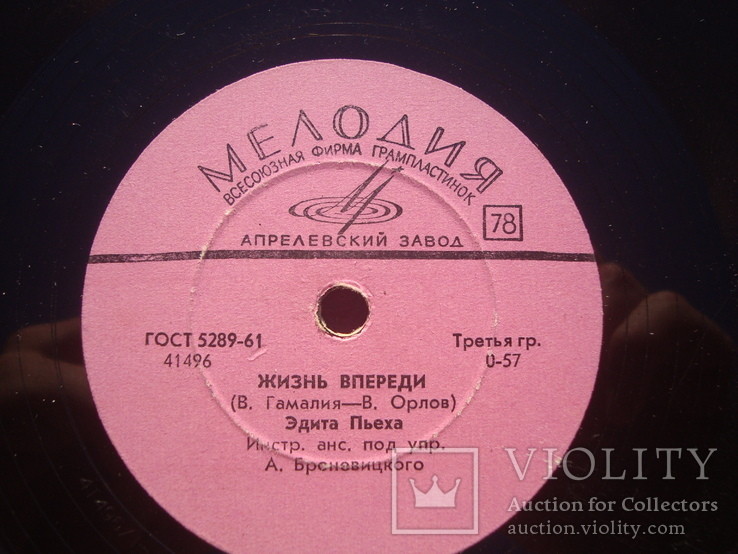 МЕЛОДИЯ
ВСЕСОЮЗНАЯ ФИРМА ГРАМПЛАСТИНОК
78
АПРЕЛЕВСКИЙ ЗАВОД
ГОСТ 5289-61
41496
Третья гр.
0-57
ЖИЗНЬ ВПЕРЕДИ
(В. Гамалия—В. Орлов)
Эдита Пьеха
Инстр. анс. под упр.
А. Броневицкого
VIOLITY
Auction for Collectors
auction.violity.com